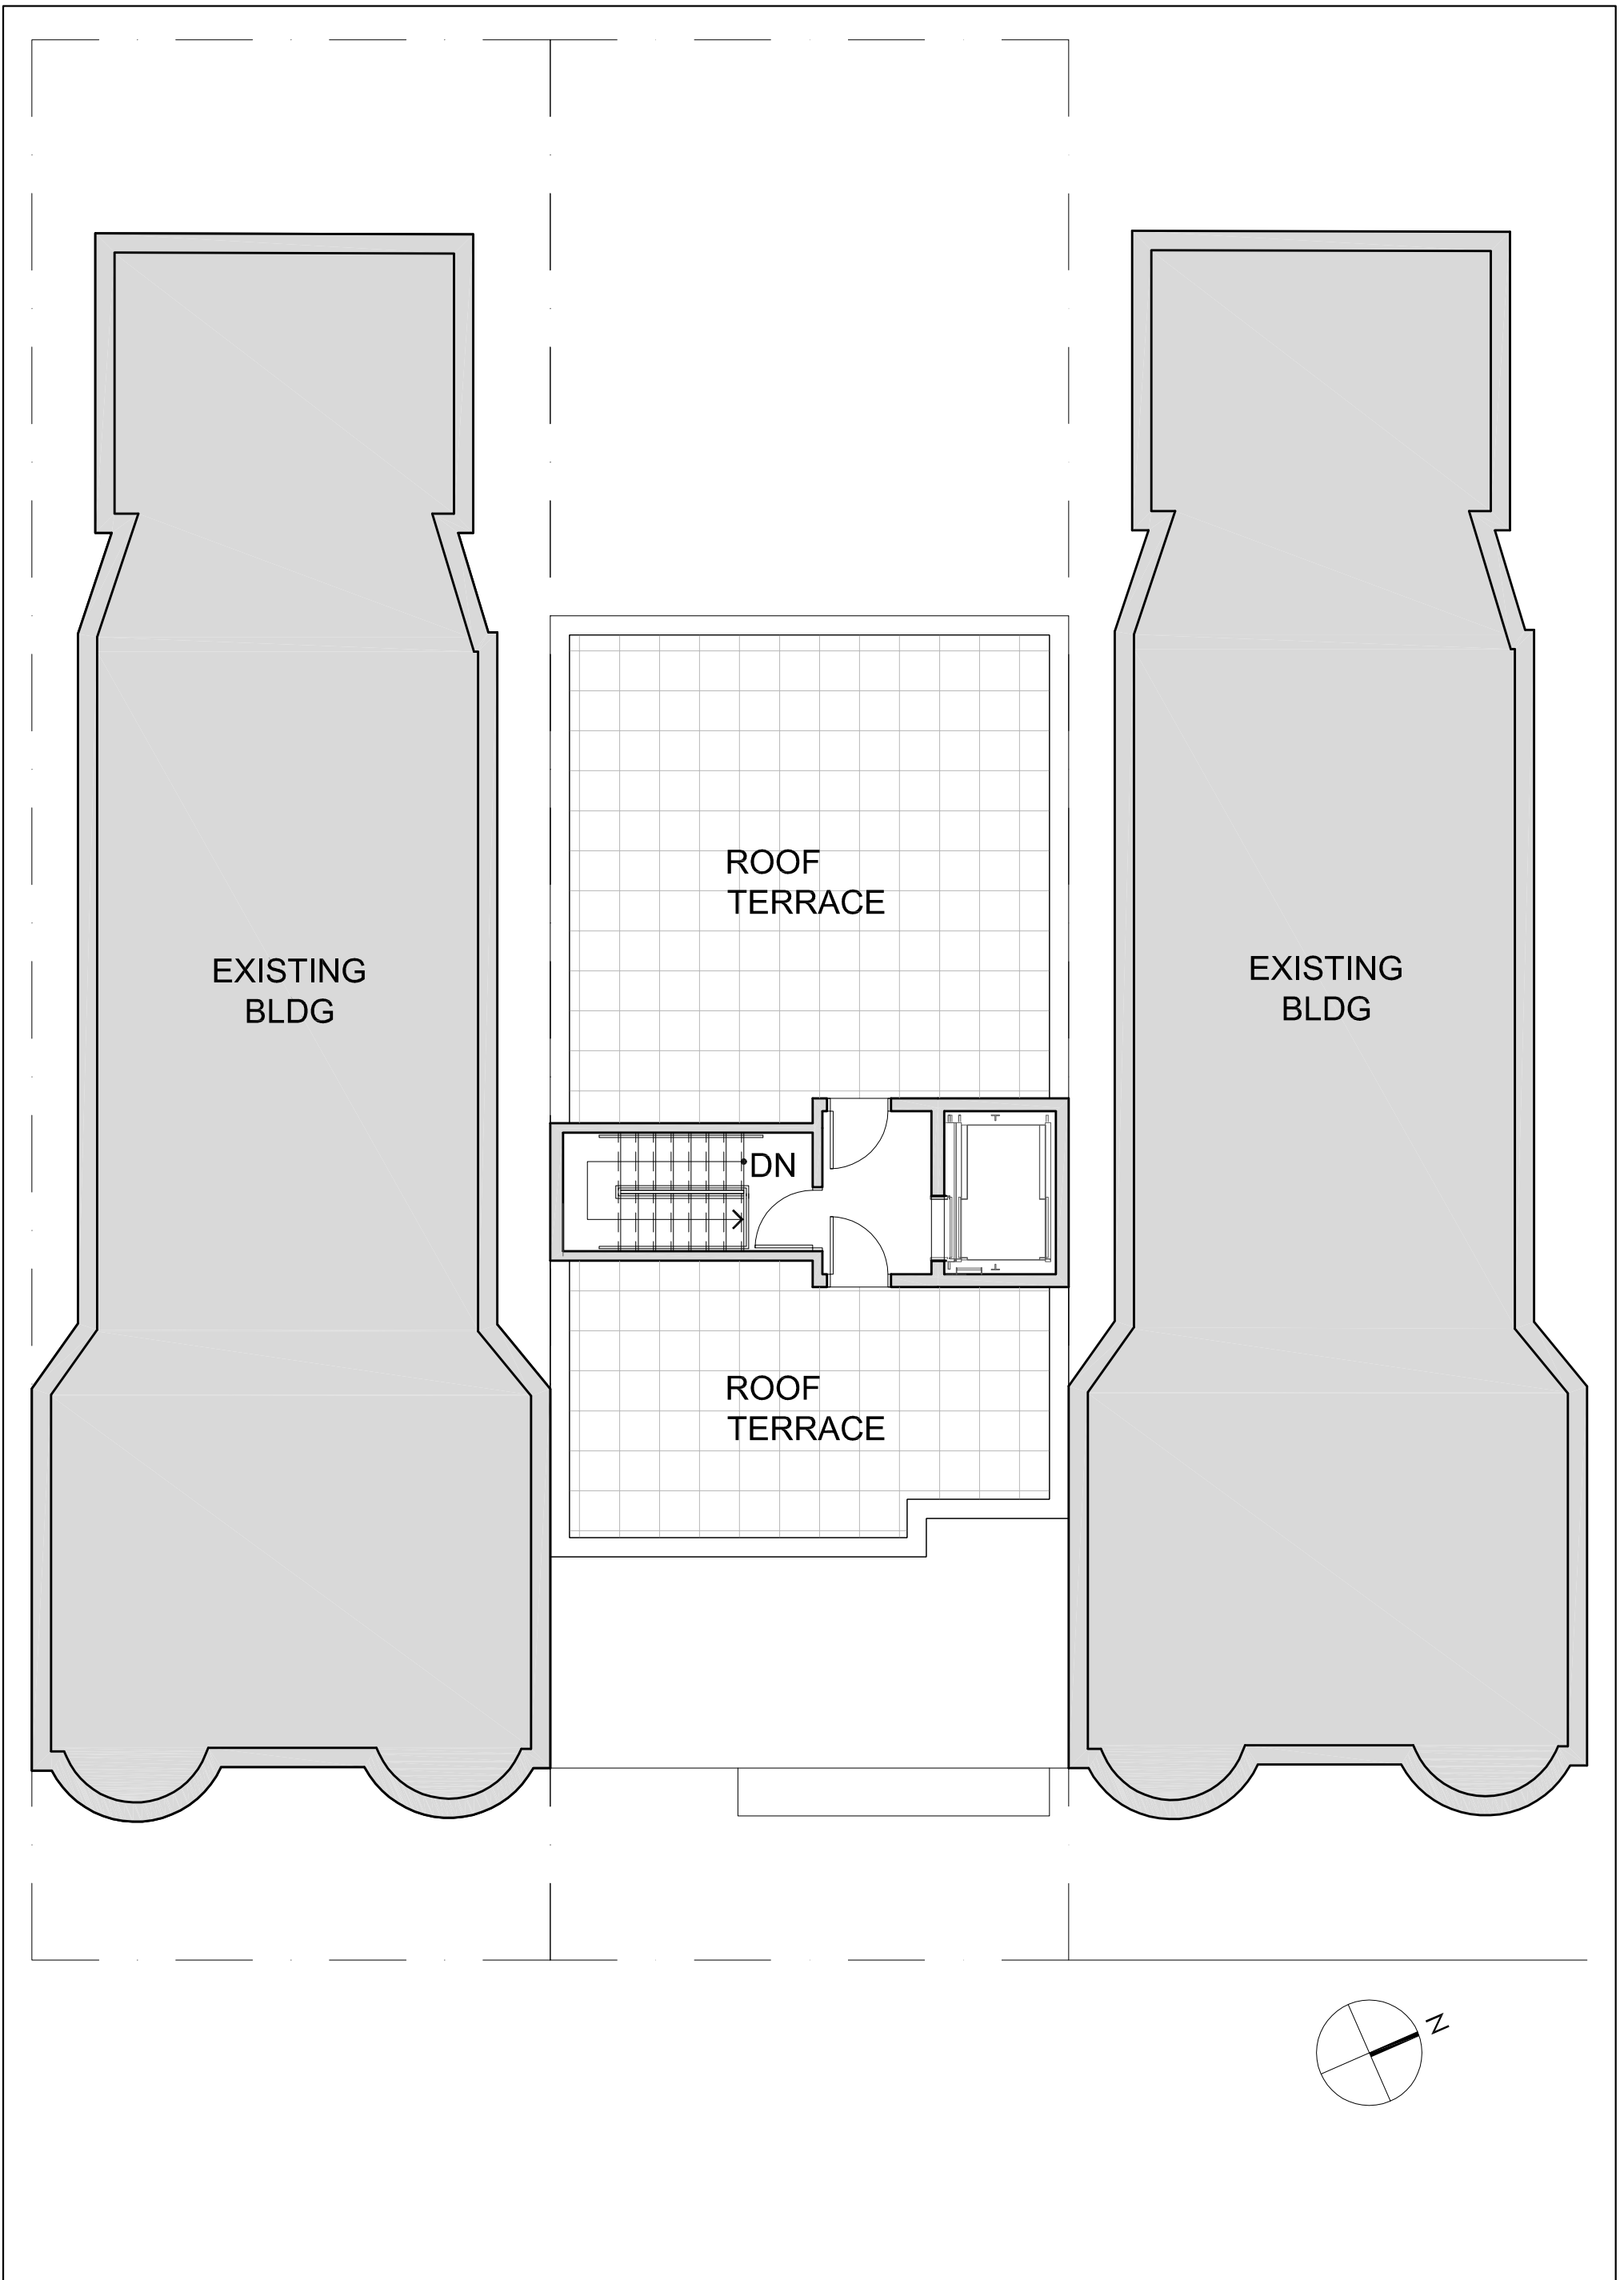 ROOF
TERRACE
EXISTING
BLDG
EXISTING
BLDG
DN
ROOF
TERRACE
N